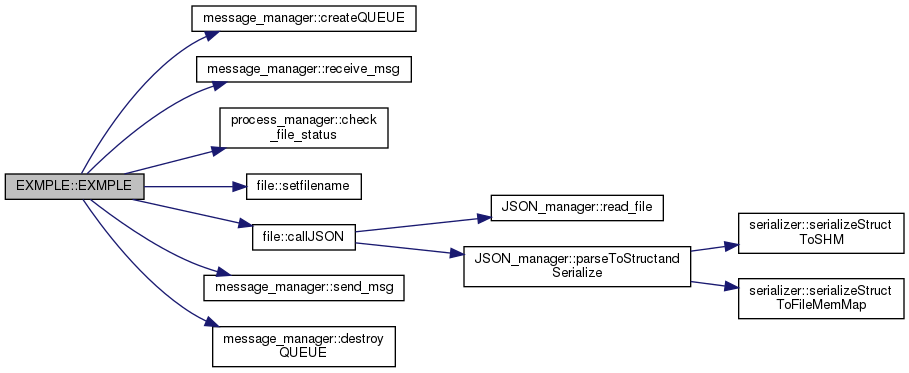 message_manager::createQUEUE
message_manager::receive_msg
process_manager::check
_file_status
EXMPLE::EXMPLE
file::setfilename
file::callJSON
JSON_manager::read_file
JSON_manager::parseToStructand
Serialize
serializer::serializeStruct
ToSHM
serializer::serializeStruct
ToFileMemMap
message_manager::send_msg
message_manager::destroy
QUEUE